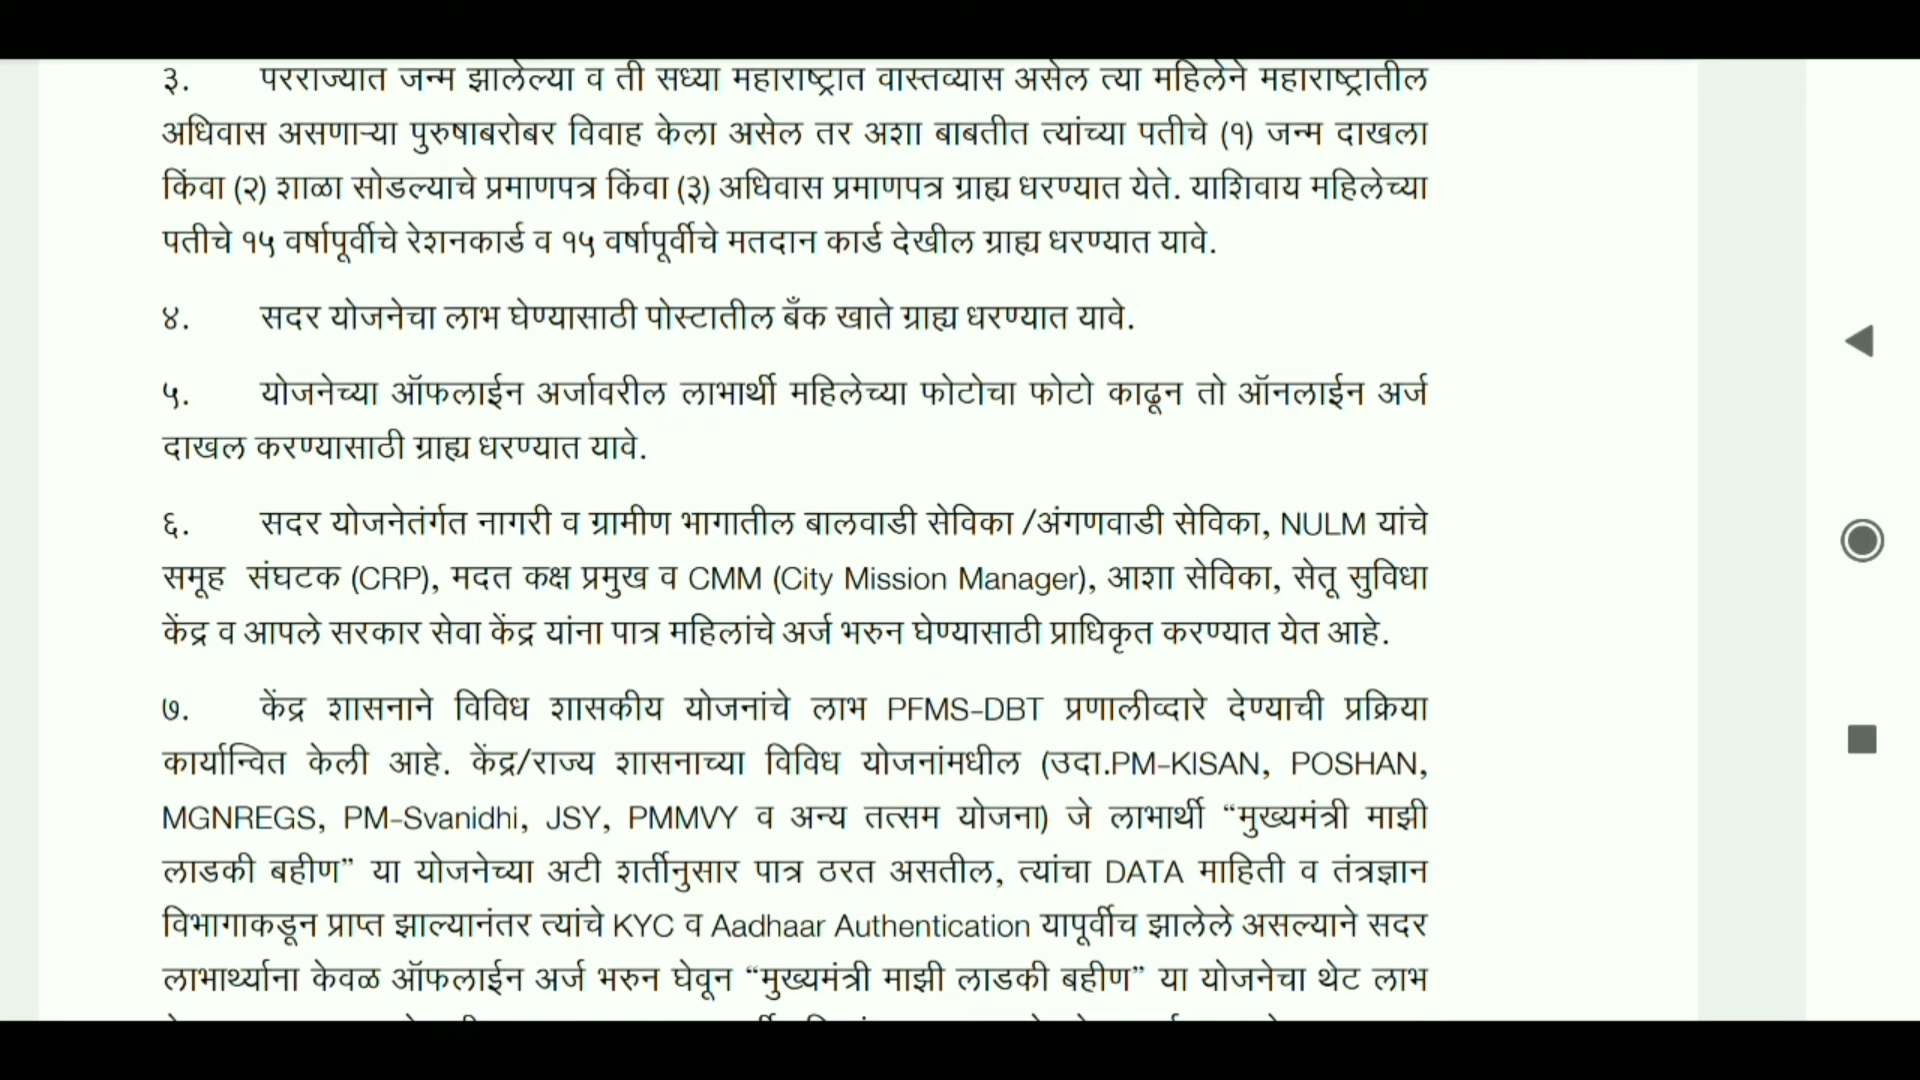 ३. परराज्यात जन्म झालेल्या व ती सध्या महाराष्ट्रात वास्तव्यास असेल त्या महिलेने महाराष्ट्रातील
अधिवास असणाऱ्या पुरुषाबरोबर विवाह केला असेल तर अशा बाबतीत त्यांच्या पतीचे (१) जन्म दाखला
किंवा (२) शाळा सोडल्याचे प्रमाणपत्र किंवा (३) अधिवास प्रमाणपत्र ग्राह्य धरण्यात येते. याशिवाय महिलेच्या
पतीचे १५ वर्षापूर्वीचे रेशनकार्ड व १५ वर्षापूर्वीचे मतदान कार्ड देखील ग्राह्य धरण्यात यावे.
४. सदर योजनेचा लाभ घेण्यासाठी पोस्टातील बँक खाते ग्राह्य धरण्यात यावे.
५. योजनेच्या ऑफलाईन अर्जावरील लाभार्थी महिलेच्या फोटोचा फोटो काढून तो ऑनलाईन अर्ज
दाखल करण्यासाठी ग्राह्य धरण्यात यावे.
६. सदर योजनेतंर्गत नागरी व ग्रामीण भागातील बालवाडी सेविका /अंगणवाडी सेविका, NULM यांचे
समूह संघटक (CRP), मदत कक्ष प्रमुख व CMM (City Mission Manager), आशा सेविका, सेतू सुविधा
केंद्र व आपले सरकार सेवा केंद्र यांना पात्र महिलांचे अर्ज भरुन घेण्यासाठी प्राधिकृत करण्यात येत आहे.
७. केंद्र शासनाने विविध शासकीय योजनांचे लाभ PFMS-DBT प्रणालीव्दारे देण्याची प्रक्रिया
कार्यान्वित केली आहे. केंद्र/राज्य शासनाच्या विविध योजनांमधील (उदा.PM-KISAN, POSHAN,
MGNREGS, PM-Svanidhi, JSY, PMMVY व अन्य तत्सम योजना) जे लाभार्थी “मुख्यमंत्री माझी
लाडकी बहीण” या योजनेच्या अटी शर्तीनुसार पात्र ठरत असतील, त्यांचा DATA माहिती व तंत्रज्ञान
विभागाकडून प्राप्त झाल्यानंतर त्यांचे KYC व Aadhaar Authentication यापूर्वीच झालेले असल्याने सदर
लाभार्थ्याना केवळ ऑफलाईन अर्ज भरुन घेवून “मुख्यमंत्री माझी लाडकी बहीण” या योजनेचा थेट लाभ